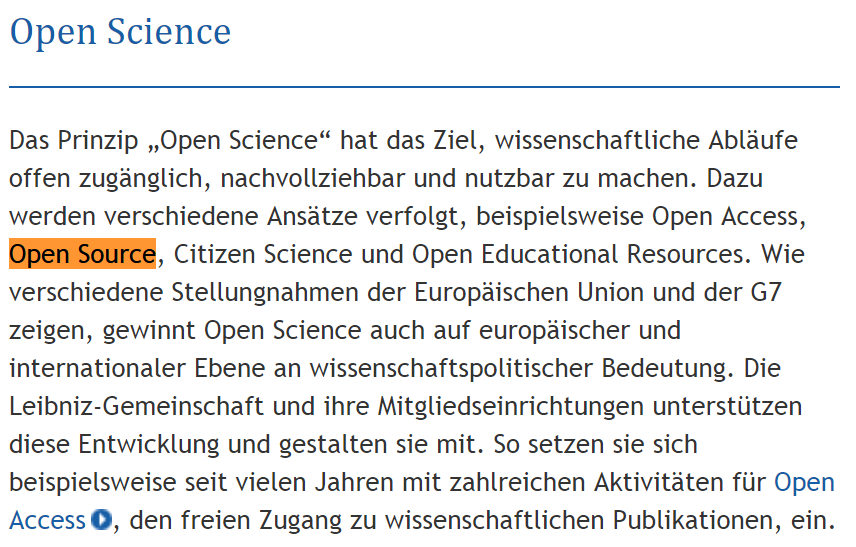 Open Science
Das Prinzip „Open Science“ hat das Ziel, wissenschaftliche Abläufe
offen zugänglich, nachvollziehbar und nutzbar zu machen. Dazu
werden verschiedene Ansätze verfolgt, beispielsweise Open Access,
Open Source, Citizen Science und Open Educational Resources. Wie
verschiedene Stellungnahmen der Europäischen Union und der G7
zeigen, gewinnt Open Science auch auf europäischer und
internationaler Ebene an wissenschaftspolitischer Bedeutung. Die
Leibniz-Gemeinschaft und ihre Mitgliedseinrichtungen unterstützen
diese Entwicklung und gestalten sie mit. So setzen sie sich
beispielsweise seit vielen Jahren mit zahlreichen Aktivitäten für Open
Access, den freien Zugang zu wissenschaftlichen Publikationen, ein.